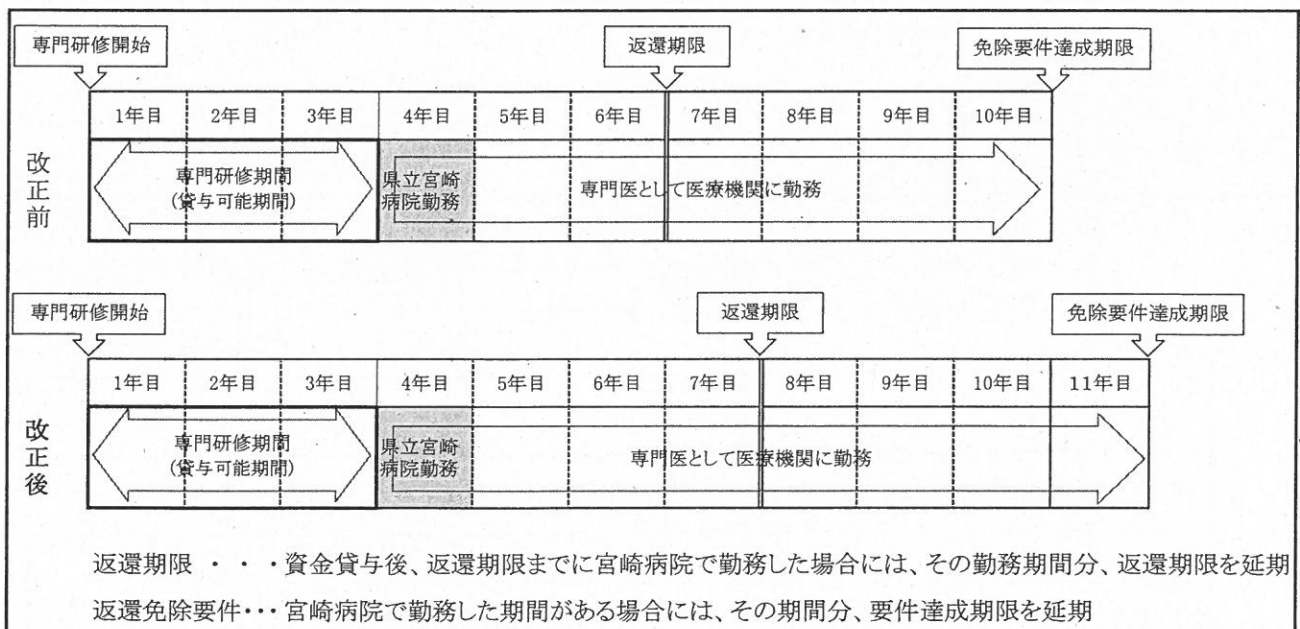 専門研修開始
返還期限
免除要件達成期限
1年目 2年目 3年目 4年目 5年目 6年目 7年目 8年目 9年目 10年目
改正前
専門研修期間
(貸与可能期間)
県立宮崎
病院勤務
専門医として医療機関に勤務
専門研修開始
返還期限
免除要件達成期限
1年目 2年目 3年目 4年目 5年目 6年目 7年目 8年目 9年目 10年目 11年目
改正後
専門研修期間
(貸与可能期間)
県立宮崎
病院勤務
専門医として医療機関に勤務
返還期限 ・・・資金貸与後、返還期限までに宮崎病院で勤務した場合には、その勤務期間分、返還期限を延期
返還免除要件・・・宮崎病院で勤務した期間がある場合には、その期間分、要件達成期限を延期